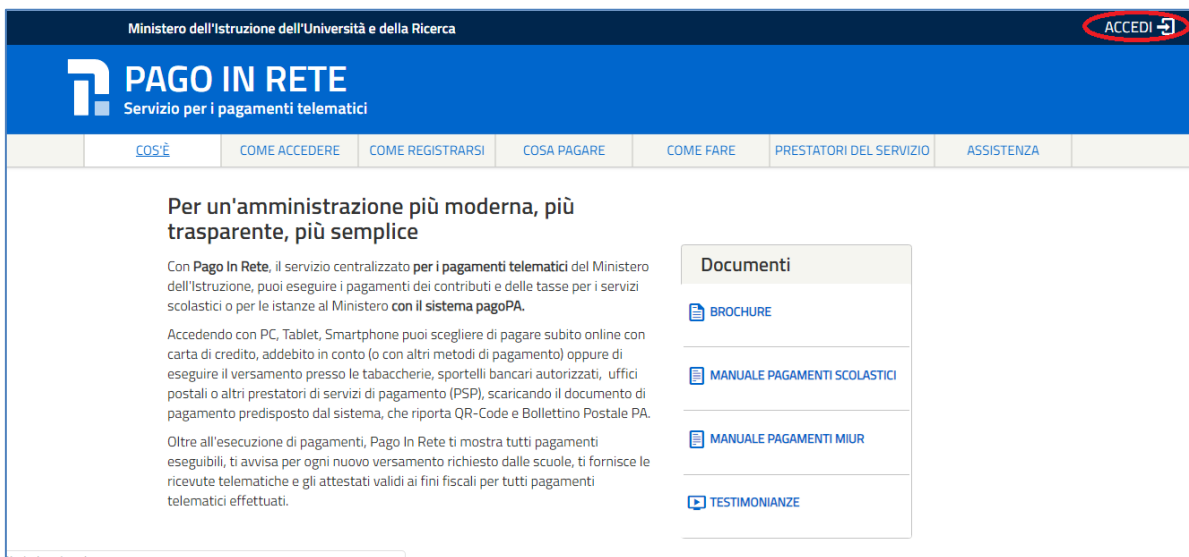 Ministero dell'Istruzione dell'Università e della Ricerca
ACCEDI
PAGO IN RETE
Servizio per i pagamenti telematici
COS'È
COME ACCEDERE
COME REGISTRARSI
COSA PAGARE
COME FARE
PRESTATORI DEL SERVIZIO
ASSISTENZA
Per un'amministrazione più moderna, più
trasparente, più semplice
Con Pago In Rete, il servizio centralizzato per i pagamenti telematici del Ministero
dell'Istruzione, puoi eseguire i pagamenti dei contributi e delle tasse per i servizi
scolastici o per le istanze al Ministero con il sistema pagoPA.
Accedendo con PC, Tablet, Smartphone puoi scegliere di pagare subito online con
carta di credito, addebito in conto (o con altri metodi di pagamento) oppure di
eseguire il versamento presso le tabaccherie, sportelli bancari autorizzati, uffici
postali o altri prestatori di servizi di pagamento (PSP), scaricando il documento di
pagamento predisposto dal sistema, che riporta QR-Code e Bollettino Postale PA.
Oltre all'esecuzione di pagamenti, Pago In Rete ti mostra tutti pagamenti
eseguibili, ti avvisa per ogni nuovo versamento richiesto dalle scuole, ti fornisce le
ricevute telematiche e gli attestati validi ai fini fiscali per tutti pagamenti
telematici effettuati.
Documenti
BROCHURE
MANUALE PAGAMENTI SCOLASTICI
MANUALE PAGAMENTI MIUR
TESTIMONIANZE